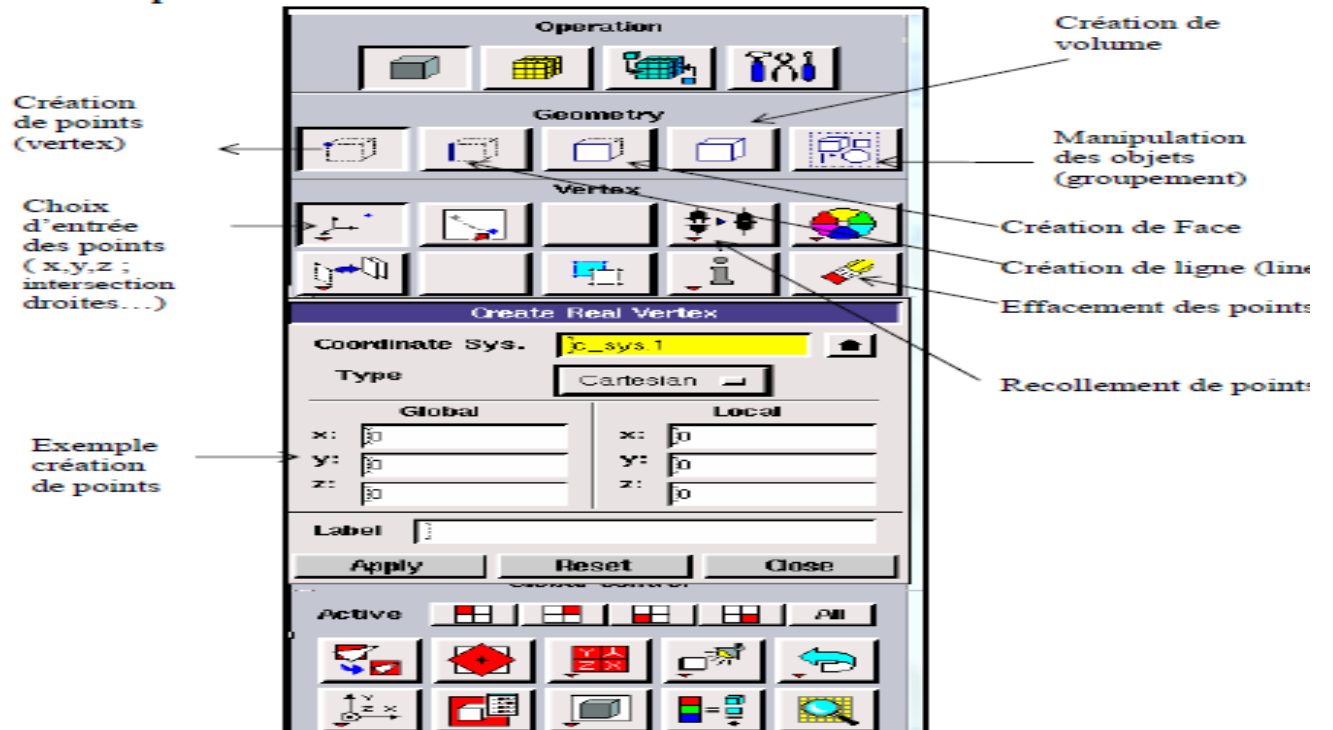 Operation
Création de
volume
Création
de points
(vertex)
Geometry
Manipulation
des objets
(groupement)
Vertex
Choix
d'entrée
des points
( x,y,z ;
intersection
droites...)
Création de Face
Création de ligne (line
Effacement des points
Recollement de points
Create Real Vertex
Coordinate Sys. c_sys.1
Type Cartesian
Global Local
x: 0 x: 0
y: 0 y: 0
z: 0 z: 0
Exemple
création
de points
Label
Apply Reset Close
Active All